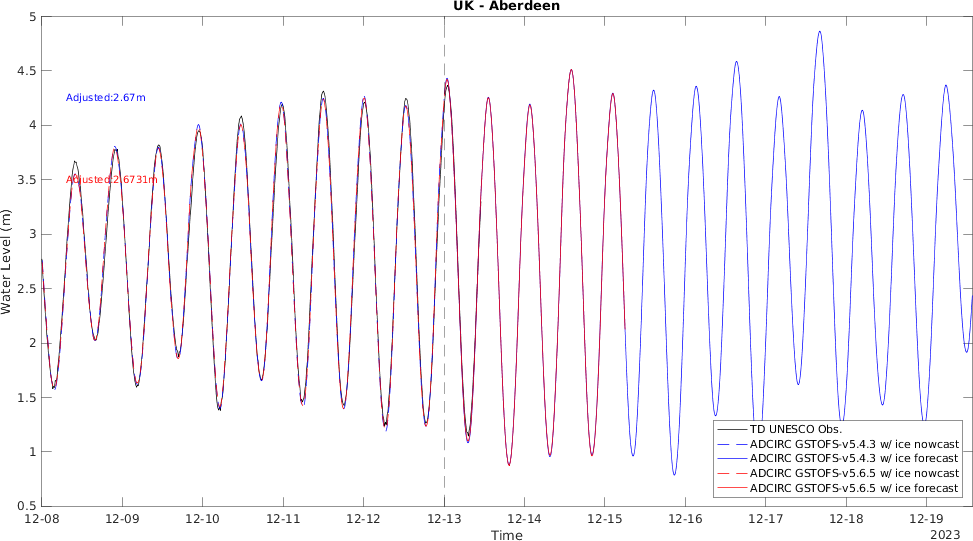 UK - Aberdeen
Water Level (m)
5
4.5
4
3.5
3
2.5
2
1.5
1
0.5
Adjusted:2.67m
Adjusted:2.6731m
TD UNESCO Obs.
ADCIRC GSTOFS-v5.4.3 w/ ice nowcast
ADCIRC GSTOFS-v5.4.3 w/ ice forecast
ADCIRC GSTOFS-v5.6.5 w/ ice nowcast
ADCIRC GSTOFS-v5.6.5 w/ ice forecast
12-08 12-09 12-10 12-11 12-12 12-13 12-14 12-15 12-16 12-17 12-18 12-19
Time
2023